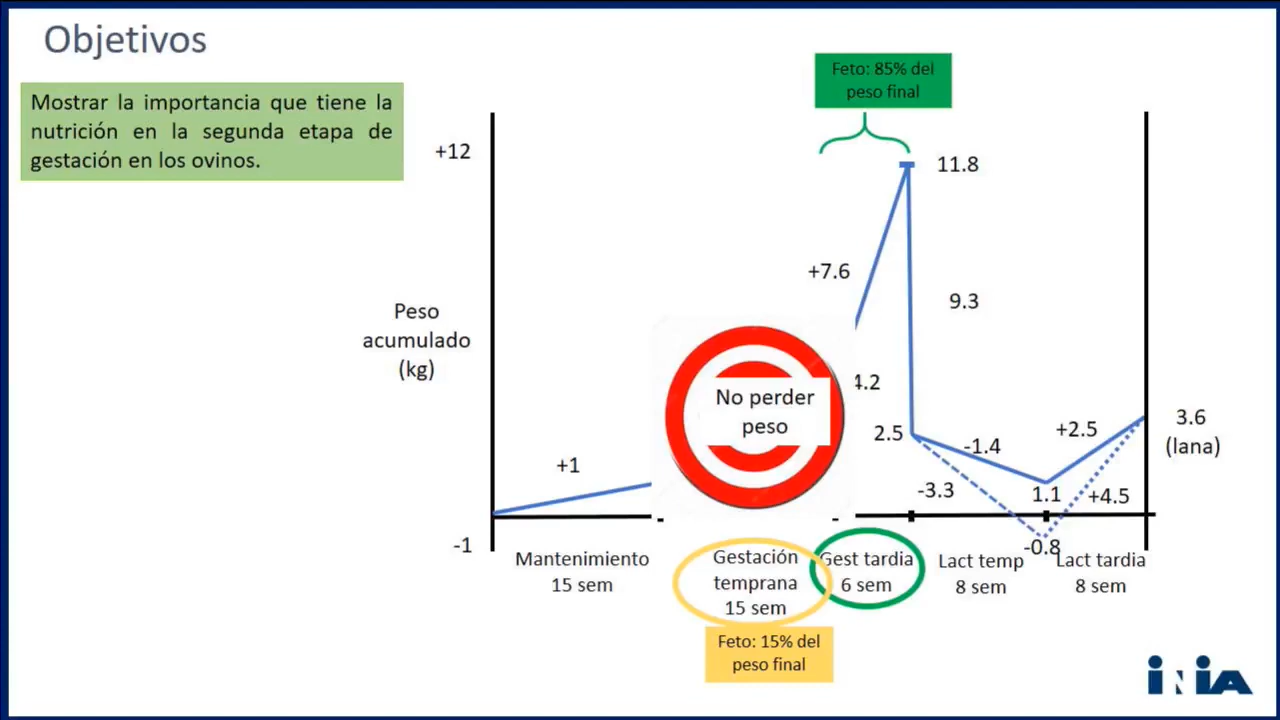 Objetivos
Mostrar la importancia que tiene la
nutrición en la segunda etapa de
gestación en los ovinos.
Feto: 85% del
peso final
+12
11.8
+7.6
9.3
Peso
acumulado
(kg)
4.2
No perder
peso
2.5
-1.4
+2.5
3.6
(lana)
+1
-3.3
1.1
+4.5
-1
-0.8
Mantenimiento
15 sem
Gestación
temprana
15 sem
Gest tardia
6 sem
Lact temp
8 sem
Lact tardia
8 sem
Feto: 15% del
peso final
INIA